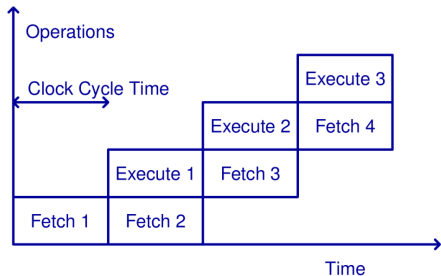 Operations
Clock Cycle Time
Execute 3
Execute 2
Fetch 4
Execute 1
Fetch 3
Fetch 1
Fetch 2
Time